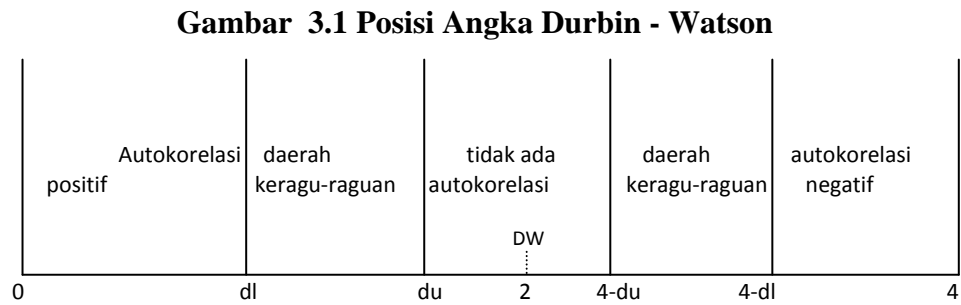 Gambar 3.1 Posisi Angka Durbin - Watson
Autokorelasi
positif
daerah
keragu-raguan
tidak ada
autokorelasi
daerah
keragu-raguan
autokorelasi
negatif
DW
0 dl du 2 4-du 4-dl 4